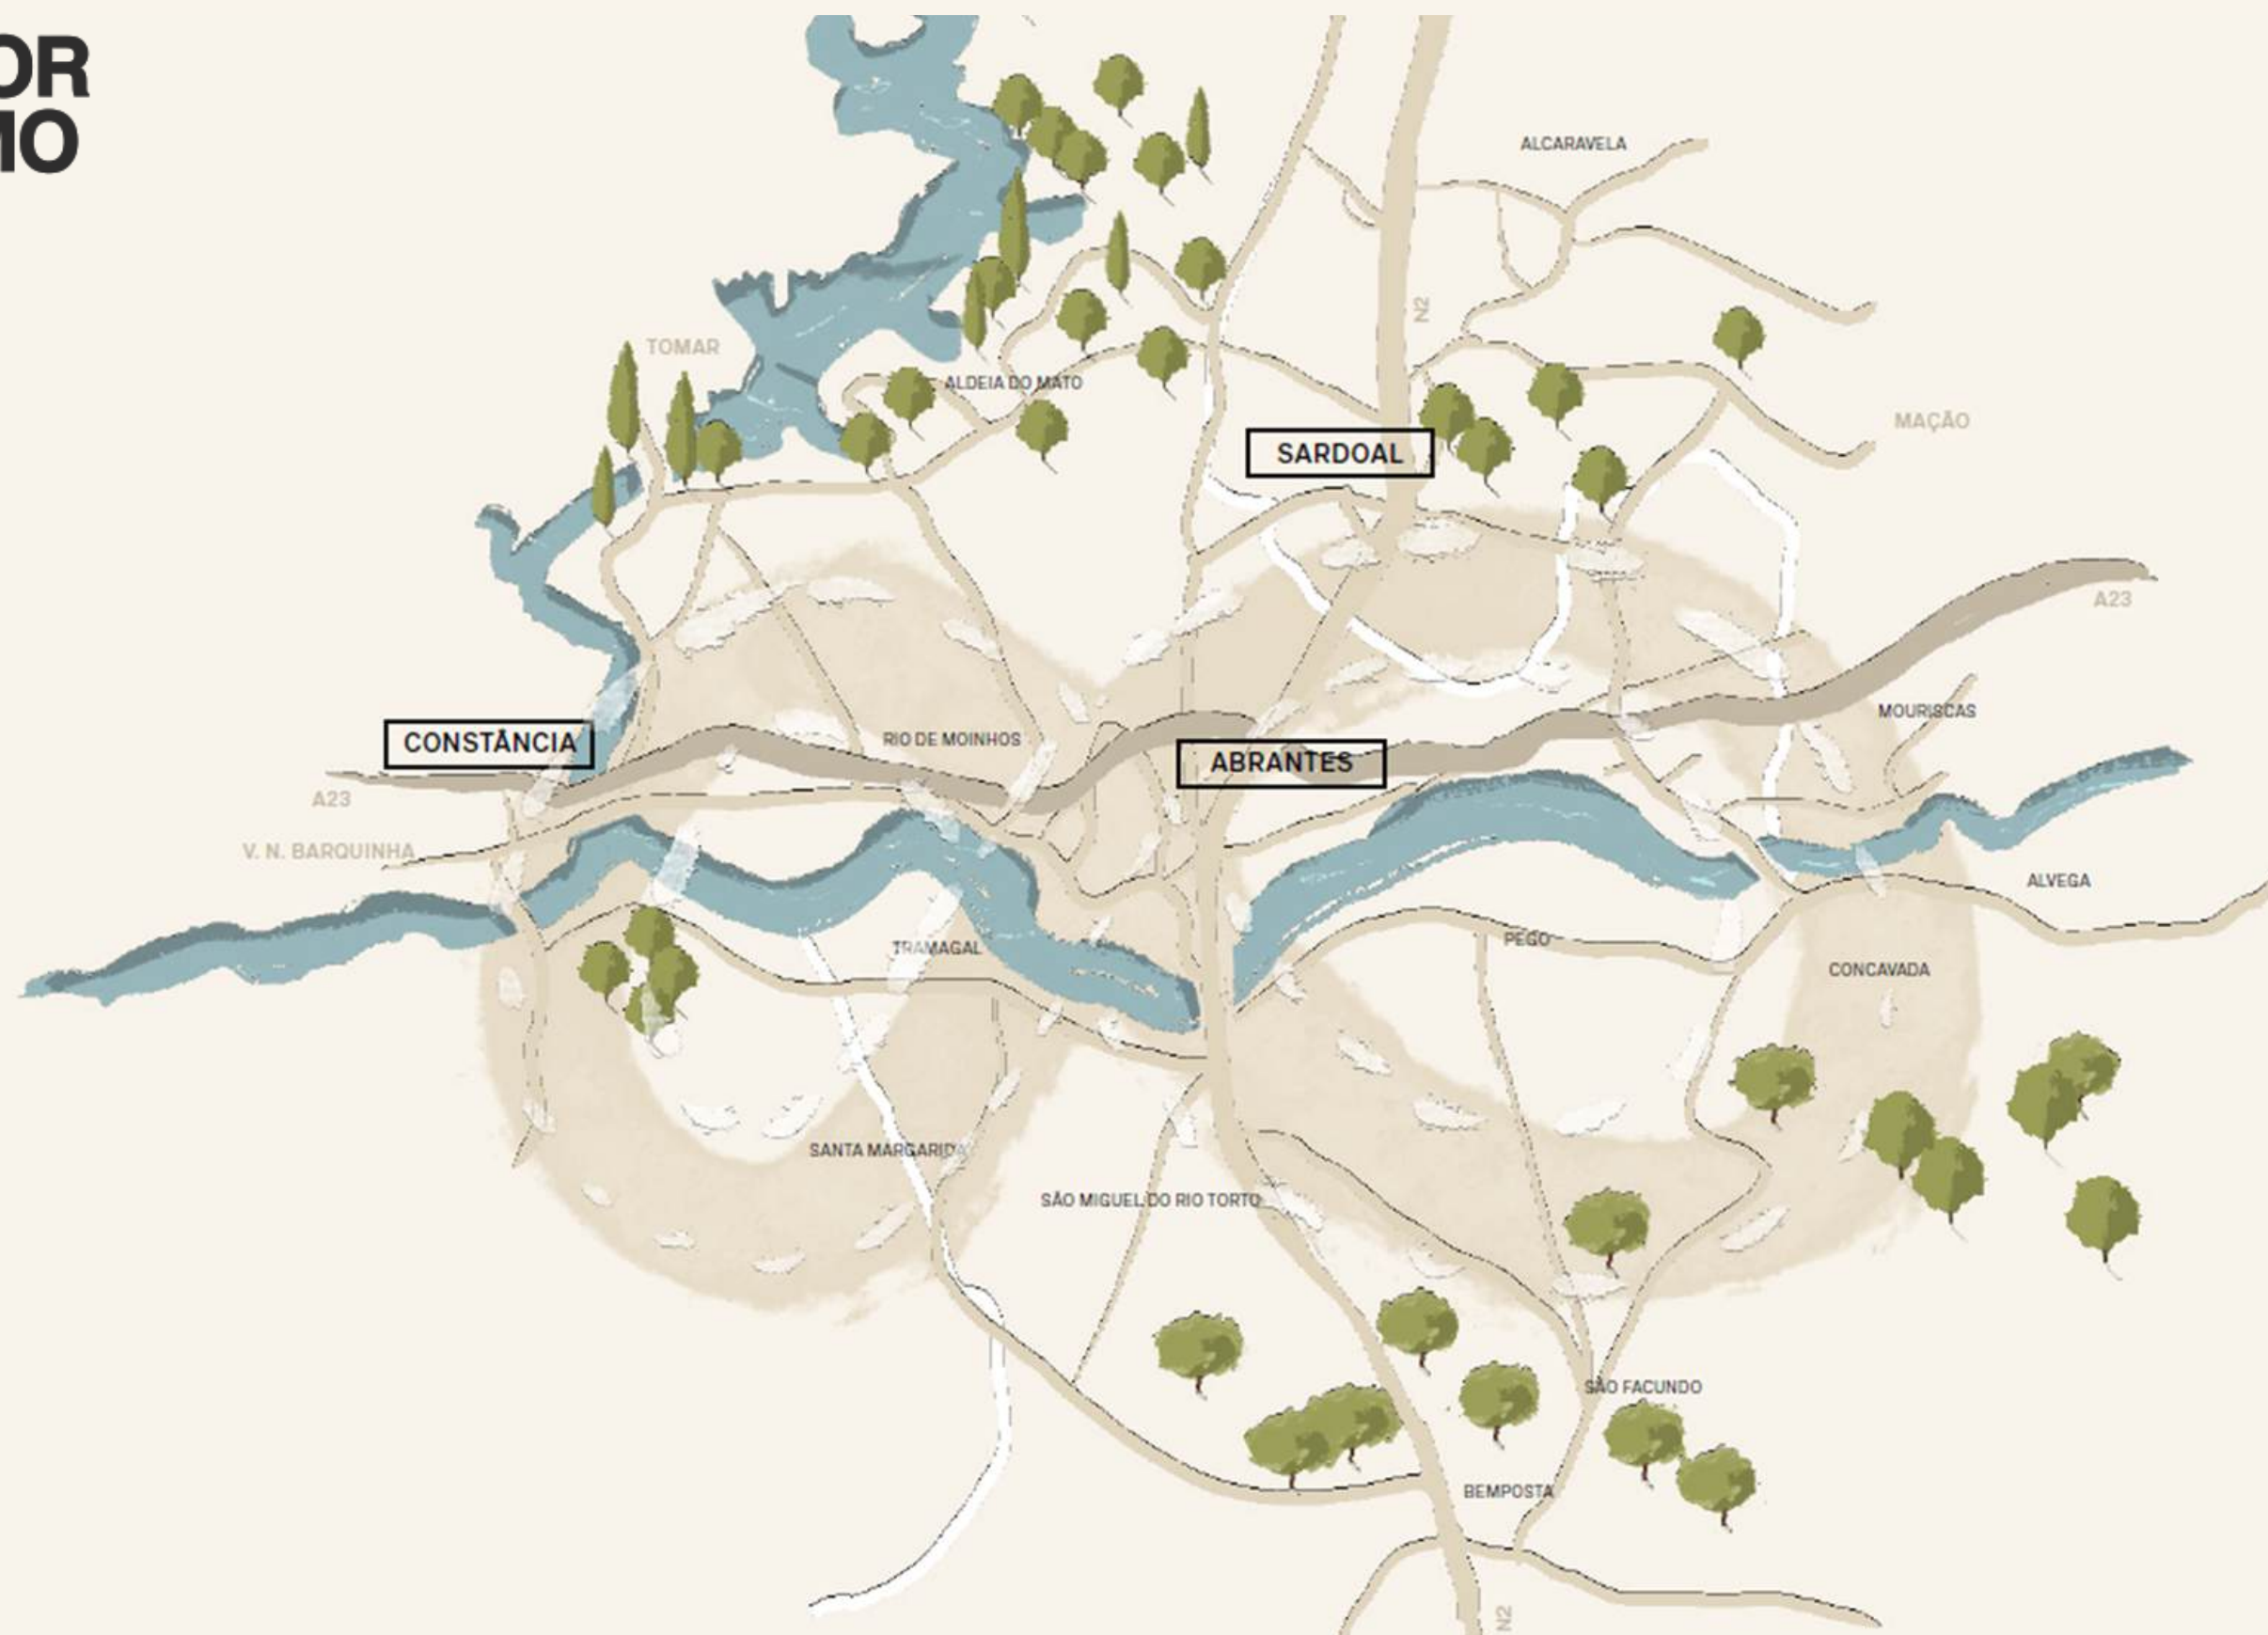 OR
ALCARAVELA
N2
TOMAR
ALDEIA DO MATO
MAÇÃO
SARDOAL
A23
MOURISCAS
CONSTÂNCIA
RIO DE MOINHOS
ABRANTES
A23
V. N. BARQUINHA
ALVEGA
TRAMAGAL
PEGO
CONCAVADA
SANTA MARGARIDA
SÃO MIGUEL DO RIO TORTO
SÃO FACUNDO
BEMPOSTA
N2